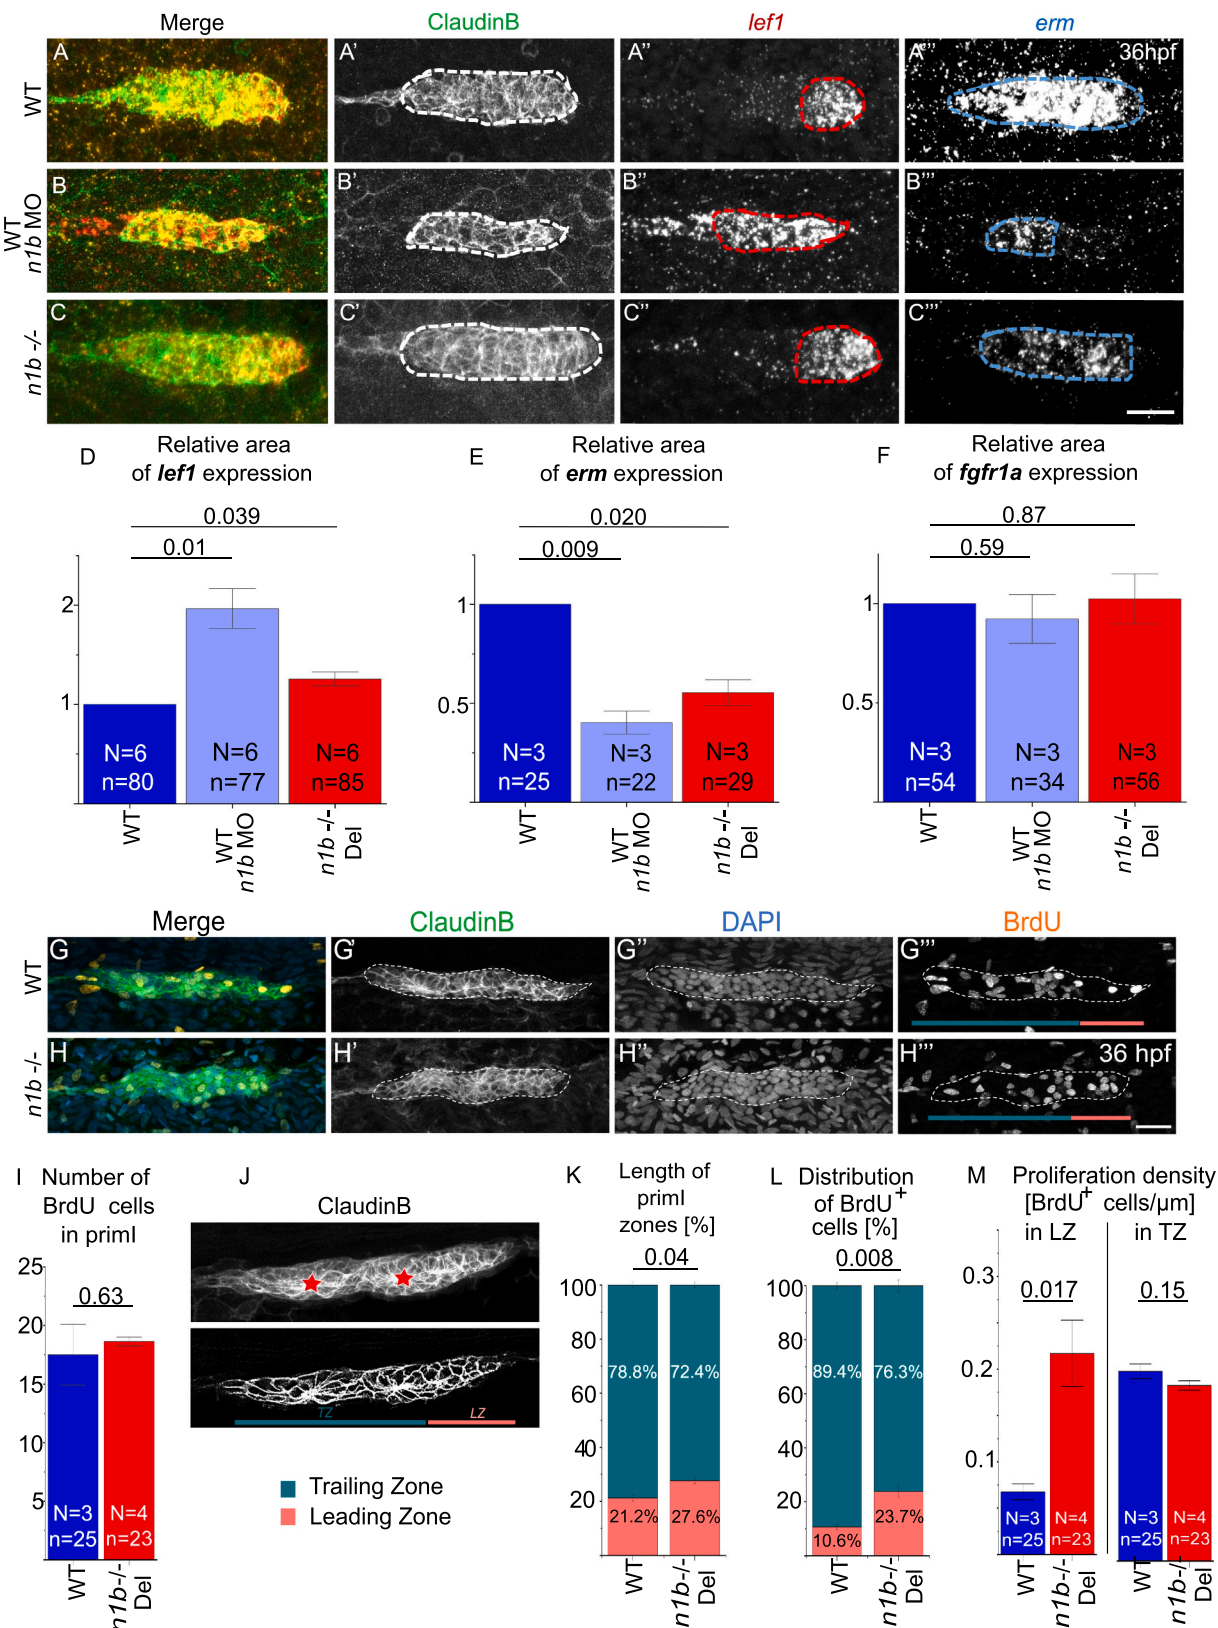 Merge ClaudinB lef1 erm
WT
A A' A'' A''' 36hpf
WT
n1b MO
B B' B'' B'''
n1b -/-
C C' C'' C'''
D Relative area
of lef1 expression
E Relative area
of erm expression
F Relative area
of fgfr1a expression
0.039
0.01
2
1
N=6 N=6 N=6
n=80 n=77 n=85
WT
WT
n1b MO
n1b -/-
Del
0.020
0.009
1
0.5
N=3 N=3 N=3
n=25 n=22 n=29
WT
WT
n1b MO
n1b -/-
Del
0.87
0.59
1
0.5
N=3 N=3 N=3
n=54 n=34 n=56
WT
WT
n1b MO
n1b -/-
Del
Merge ClaudinB DAPI BrdU
WT
G G' G'' G'''
n1b -/-
H H' H'' H''' 36 hpf
I Number of
BrdU cells
in primI
25
20
15
10
5
0.63
N=3 N=4
n=25 n=23
WT
n1b-/-
Del
J
ClaudinB
TZ LZ
Trailing Zone
Leading Zone
K Length of
primI
zones [%]
0.04
100
80
60
40
20
78.8% 72.4%
21.2% 27.6%
WT
n1b-/-
Del
L Distribution
of BrdU+
cells [%]
0.008
100
80
60
40
20
89.4% 76.3%
10.6% 23.7%
WT
n1b-/-
Del
M Proliferation density
[BrdU+ cells/µm]
in LZ in TZ
0.3
0.2
0.1
0.017 0.15
N=3 N=4 N=3 N=4
n=25 n=23 n=25 n=23
WT
n1b-/-
Del
WT
n1b-/-
Del